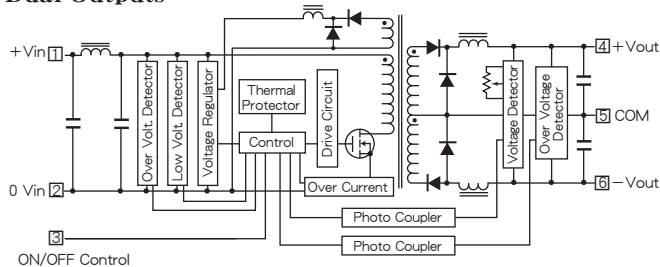 Dual Outputs
+Vin 1
4 +Vout
Over Volt. Detector
Low Volt. Detector
Voltage Regulator
Thermal
Protector
Drive Circuit
Control
Voltage Detector
Over Voltage
Detector
5 COM
0 Vin 2
Over Current
6 −Vout
Photo Coupler
3
Photo Coupler
ON/OFF Control